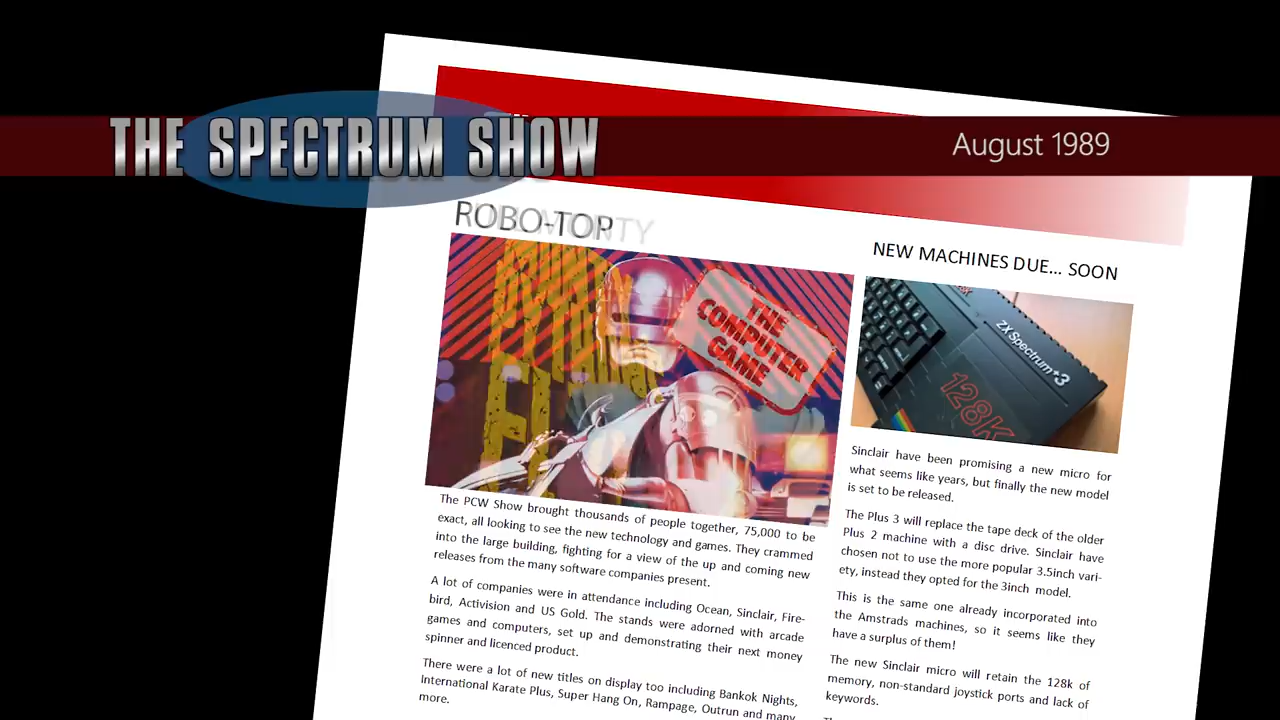 THE SPECTRUM SHOW
August 1989
ROBO-TOP
THE
COMPUTER
GAME
The PCW Show brought thousands of people together, 75,000 to be
exact, all looking to see the new technology and games. They crammed
into the large building, fighting for a view of the up and coming new
releases from the many software companies present.
A lot of companies were in attendance including Ocean, Sinclair, Fire-
bird, Activision and US Gold. The stands were adorned with arcade
games and computers, set up and demonstrating their next money
spinner and licenced product.
There were a lot of new titles on display too including Bankok Nights,
International Karate Plus, Super Hang On, Rampage, Outrun and many
more.
NEW MACHINES DUE... SOON
ZX Spectrum+3
128K
Sinclair have been promising a new micro for
what seems like years, but finally the new model
is set to be released.
The Plus 3 will replace the tape deck of the older
Plus 2 machine with a disc drive. Sinclair have
chosen not to use the more popular 3.5inch vari-
ety, instead they opted for the 3inch model.
This is the same one already incorporated into
the Amstrads machines, so it seems like they
have a surplus of them!
The new Sinclair micro will retain the 128k of
memory, non-standard joystick ports and lack of
keywords.